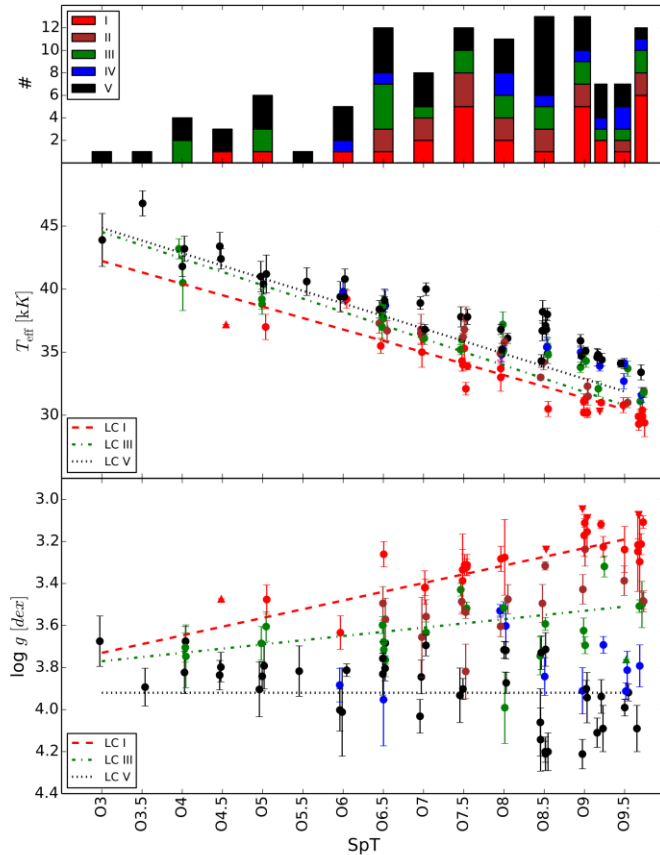 12
10
8
6
4
2
#
I
II
III
IV
V
45
40
35
30
T_eff [kK]
LC I
LC III
LC V
3.0
3.2
3.4
3.6
3.8
4.0
4.2
4.4
log g [dex]
LC I
LC III
LC V
O3
O3.5
O4
O4.5
O5
O5.5
O6
O6.5
O7
O7.5
O8
O8.5
O9
O9.5
SpT